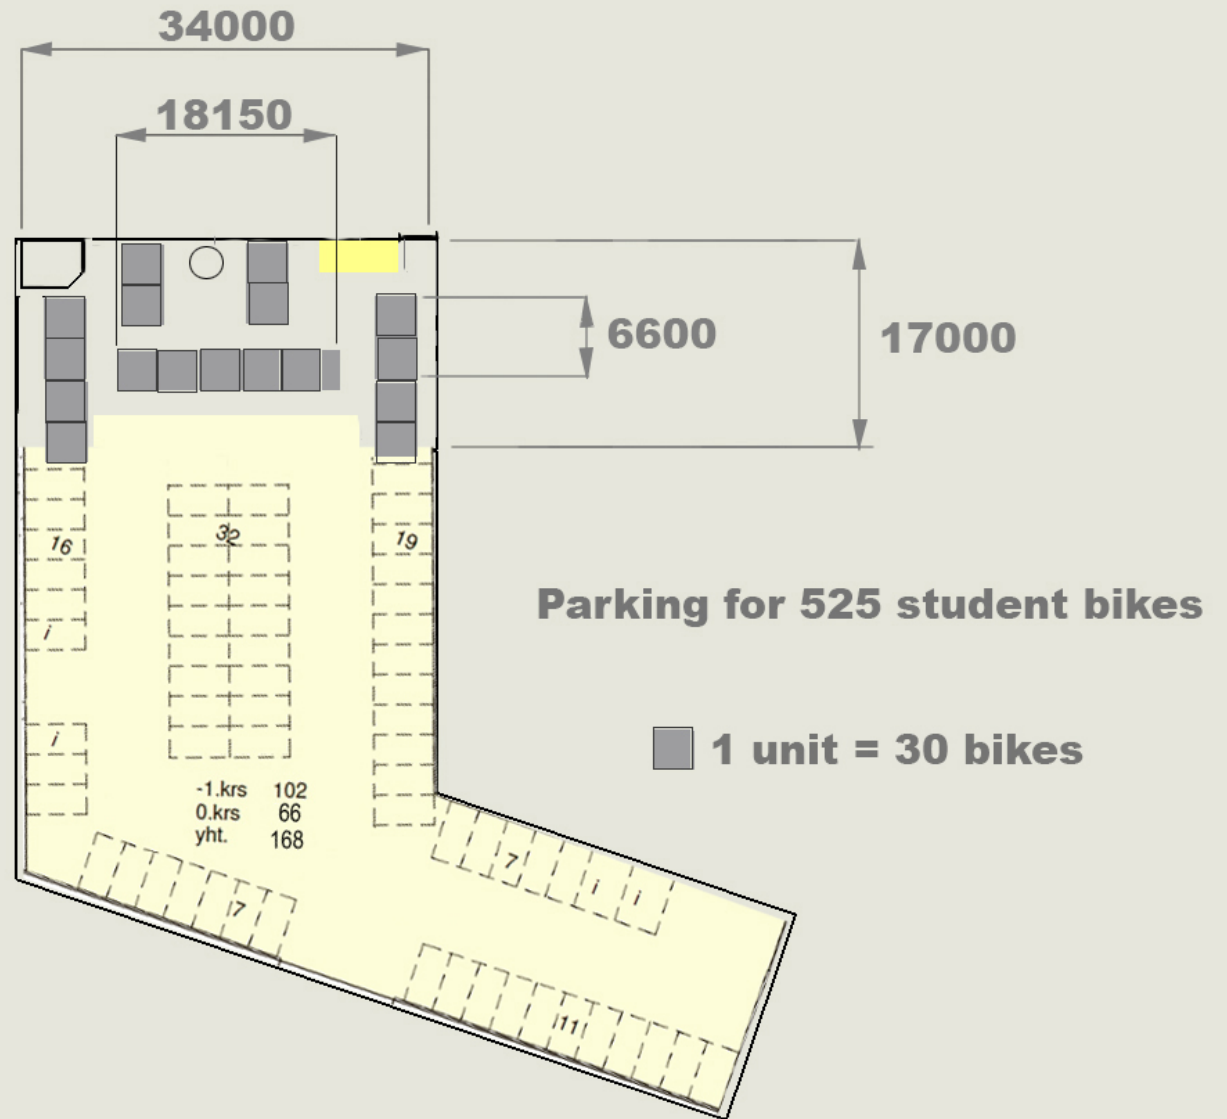 34000
18150
6600
17000
32
16
19
Parking for 525 student bikes
i
i
1 unit = 30 bikes
-1.krs 102
0.krs 66
yht. 168
7
i
i
7
11